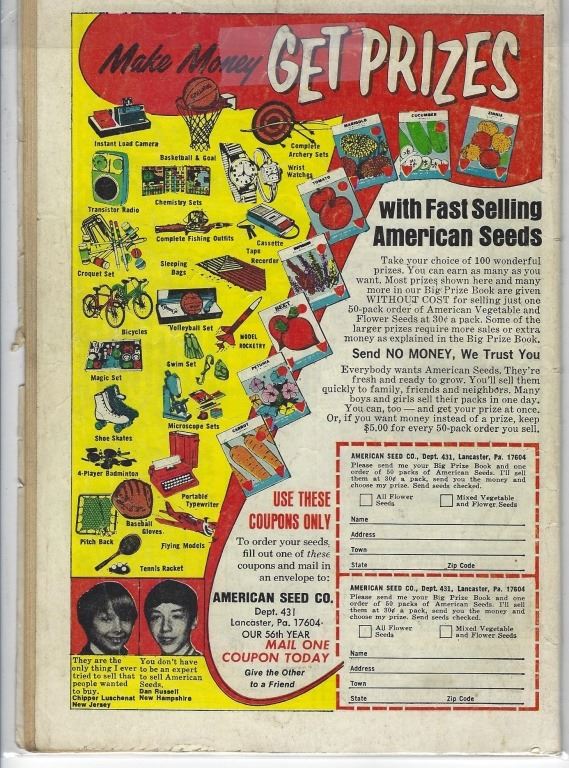 Make Money GET PRIZES
SPALDING
Instant Load Camera
Basketball & Goal
Complete
Archery Sets
Wrist
Watches
Transistor Radio
Chemistry Sets
Complete Fishing Outfits
Cassette
Tape
Recorder
Croquet Set
Sleeping
Bags
Bicycles
Volleyball Set
MODEL
ROCKETRY
Magic Set
Swim Set
Microscope Sets
Shoe Skates
4-Player Badminton
Portable
Typewriter
Baseball
Gloves
Pitch Back
Flying Models
Tennis Racket
MARIGOLD
CUCUMBER
ZINNIA
TOMATO
BEET
PETUNIA
CARROT
with Fast Selling
American Seeds
Take your choice of 100 wonderful
prizes. You can earn as many as you
want. Most prizes shown here and many
more in our Big Prize Book are given
WITHOUT COST for selling just one
50-pack order of American Vegetable and
Flower Seeds at 30¢ a pack. Some of the
larger prizes require more sales or extra
money as explained in the Big Prize Book.
Send NO MONEY, We Trust You
Everybody wants American Seeds. They're
fresh and ready to grow. You'll sell them
quickly to family, friends and neighbors. Many
boys and girls sell their packs in one day.
You can, too — and get your prize at once.
Or, if you want money instead of a prize, keep
$5.00 for every 50-pack order you sell.
USE THESE
COUPONS ONLY
To order your seeds,
fill out one of these
coupons and mail in
an envelope to:
AMERICAN SEED CO.
Dept. 431
Lancaster, Pa. 17604
OUR 56th YEAR
MAIL ONE
COUPON TODAY
Give the Other
to a Friend
They are the
only thing I ever
tried to sell that
people wanted
to buy.
Chipper Luschenat
New Jersey
You don't have
to be an expert
to sell American
Seeds.
Dan Russell
New Hampshire
AMERICAN SEED CO., Dept. 431, Lancaster, Pa. 17604
Please send me your Big Prize Book and one
order of 50 packs of American Seeds. I'll sell
them at 30¢ a pack, send you the money and
choose my prize. Send seeds checked.
All Flower
Seeds
Mixed Vegetable
and Flower Seeds
Name
Address
Town
State Zip Code
AMERICAN SEED CO., Dept. 431, Lancaster, Pa. 17604
Please send me your Big Prize Book and one
order of 50 packs of American Seeds. I'll sell
them at 30¢ a pack, send you the money and
choose my prize. Send seeds checked.
All Flower
Seeds
Mixed Vegetable
and Flower Seeds
Name
Address
Town
State Zip Code